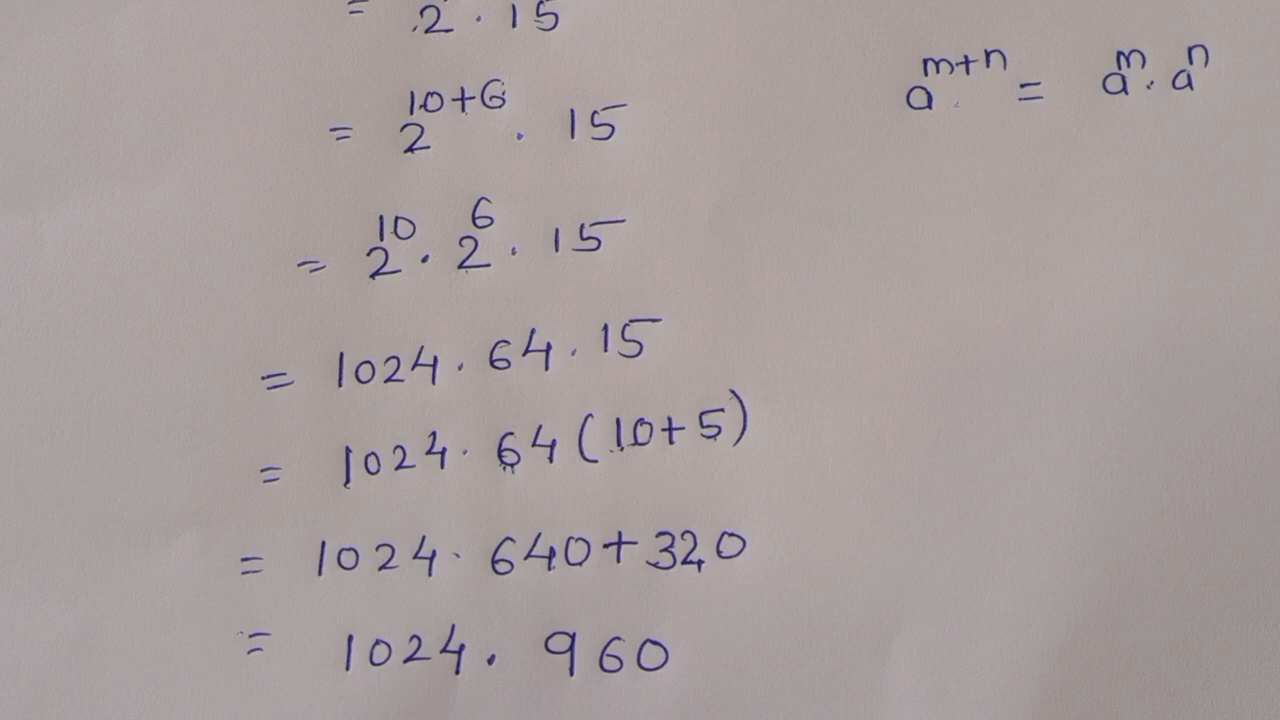 = 2 · 15
a^{m+n} = a^m · a^n
= 2^{10+6} · 15
= 2^{10} · 2^6 · 15
= 1024 · 64 · 15
= 1024 · 64 (10+5)
= 1024 · 640+320
= 1024 · 960